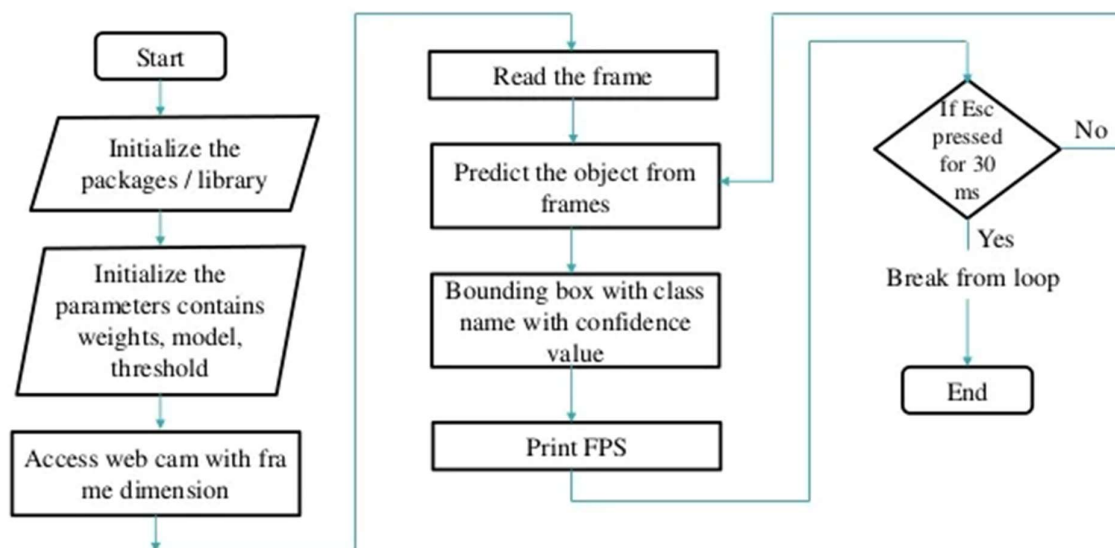 Start
Initialize the
packages / library
Initialize the
parameters contains
weights, model,
threshold
Access web cam with fra
me dimension
Read the frame
Predict the object from
frames
Bounding box with class
name with confidence
value
Print FPS
If Esc
pressed
for 30
ms
No
Yes
Break from loop
End